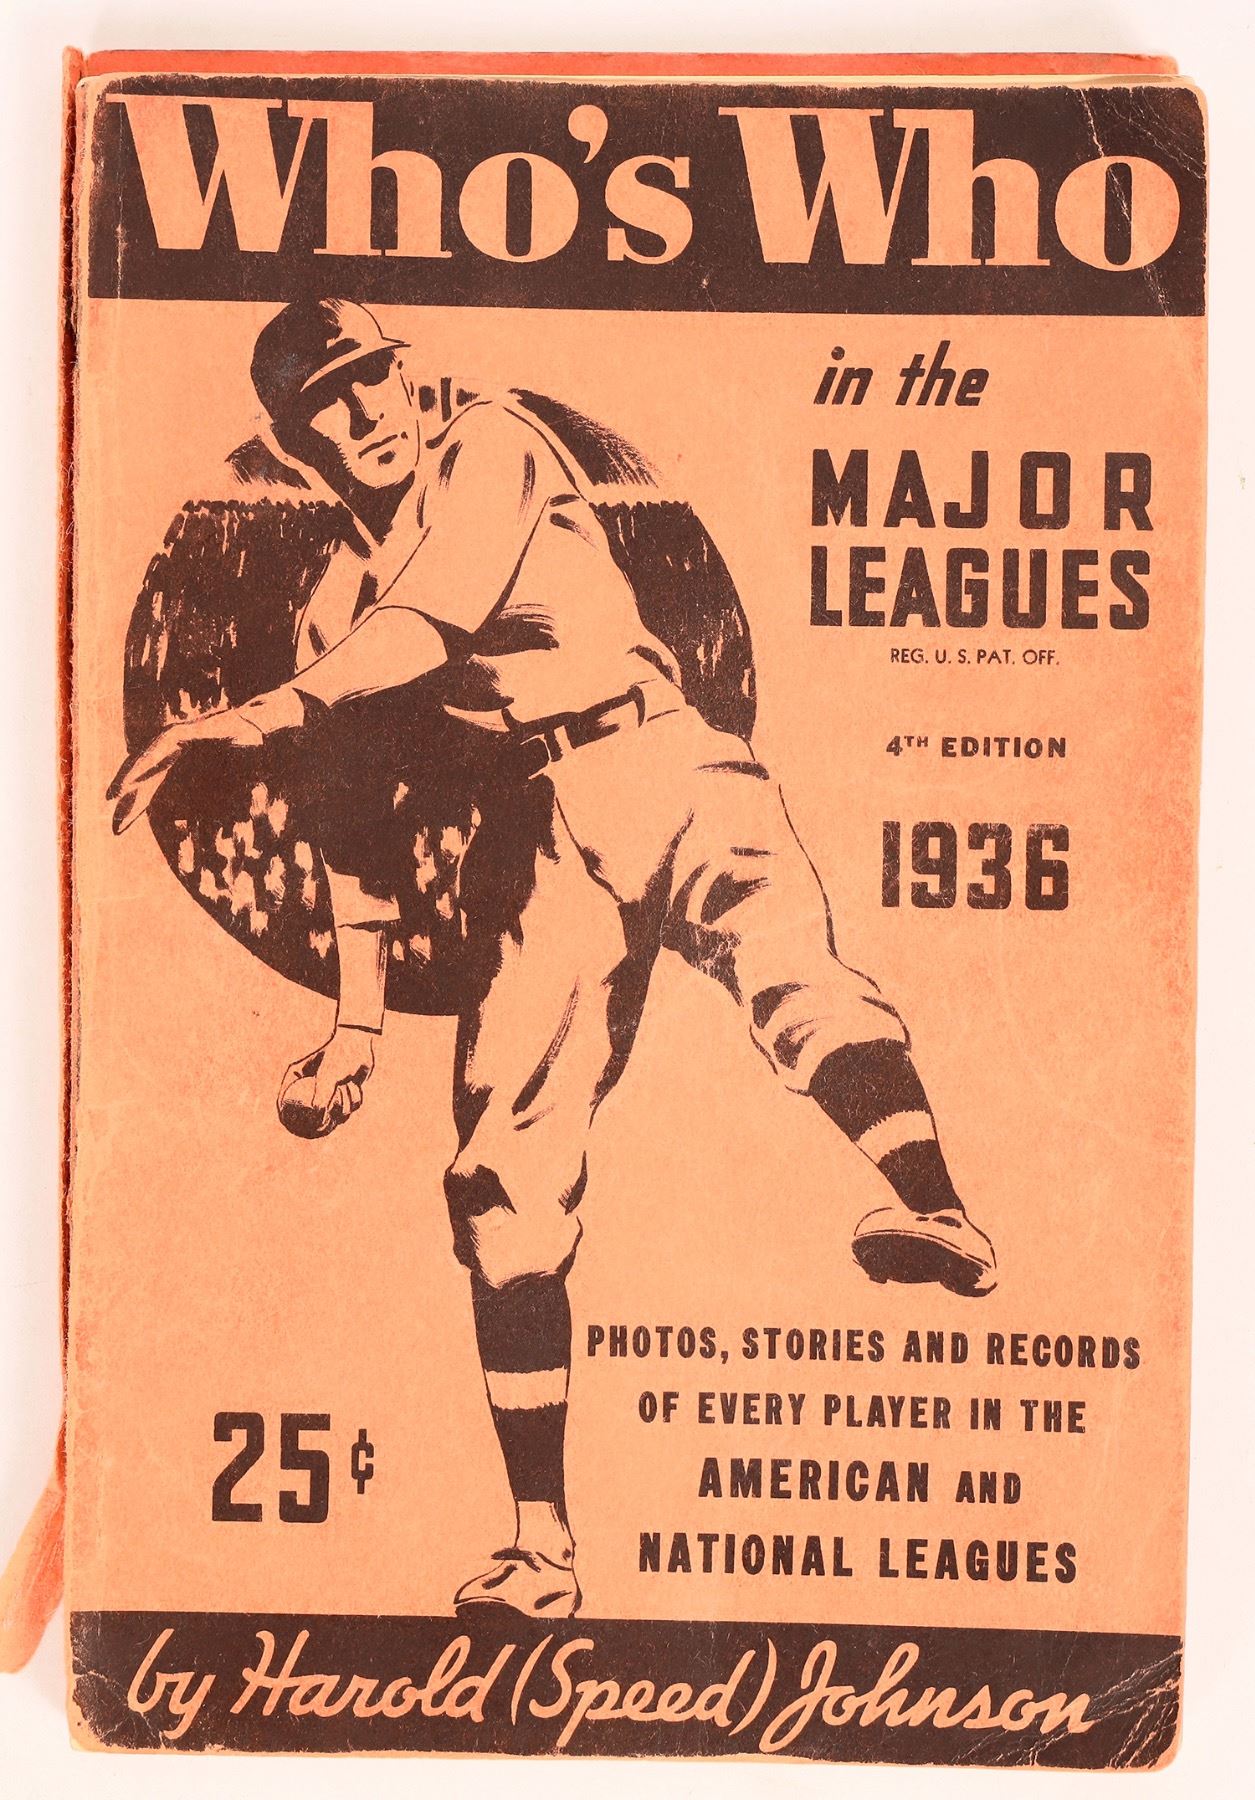 Who's Who
in the
MAJOR
LEAGUES
REG. U. S. PAT. OFF.
4TH EDITION
1936
PHOTOS, STORIES AND RECORDS
OF EVERY PLAYER IN THE
AMERICAN AND
NATIONAL LEAGUES
25¢
by Harold (Speed) Johnson